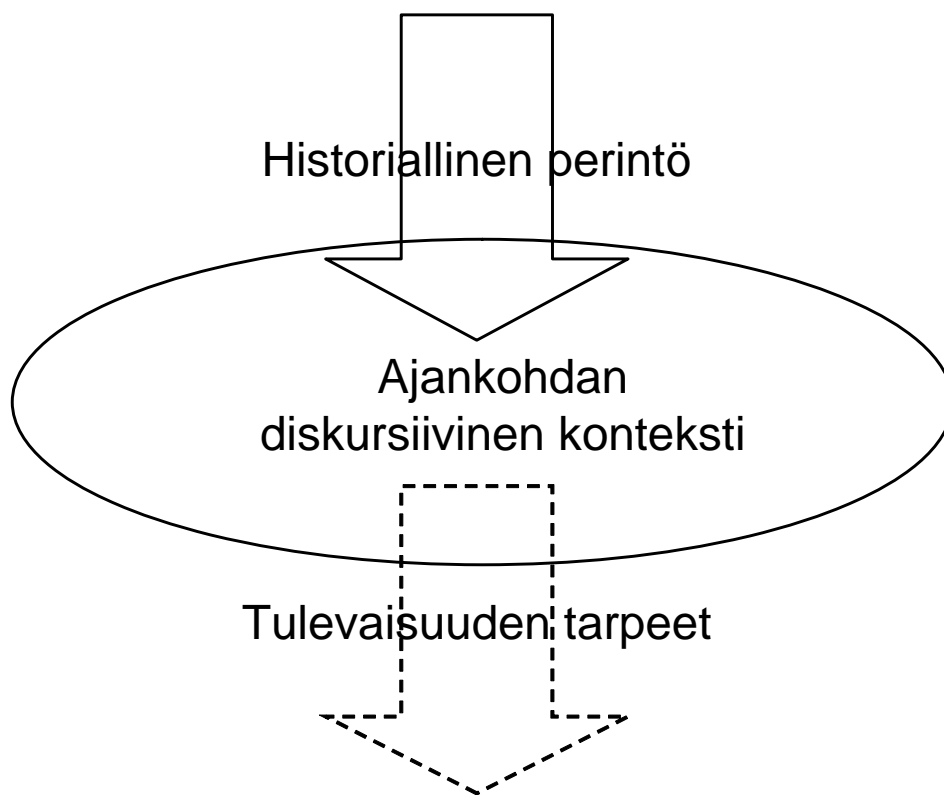 Historiallinen perintö
Ajankohdan
diskursiivinen konteksti
Tulevaisuuden tarpeet